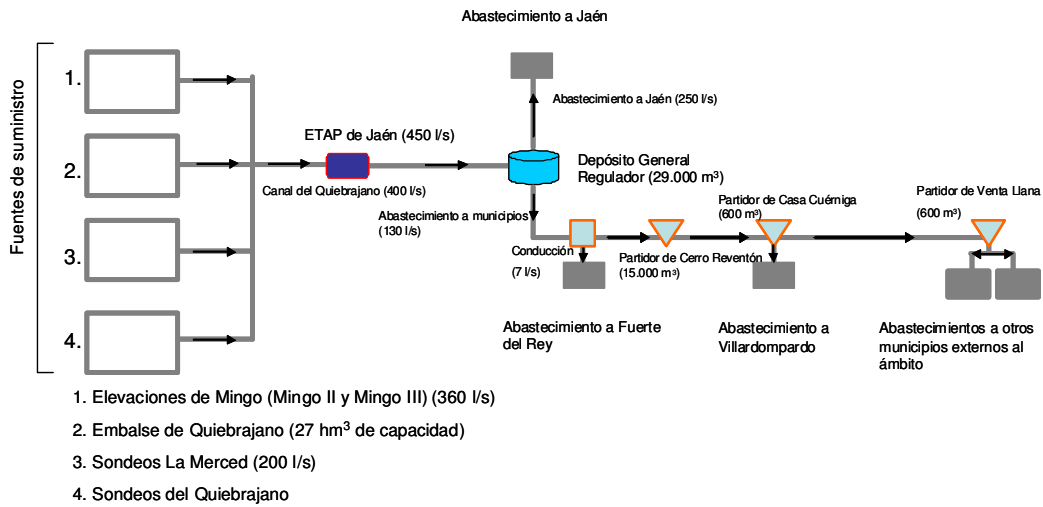 Abastecimiento a Jaén
Fuentes de suministro
1.
2.
3.
4.
Abastecimiento a Jaén (250 l/s)
ETAP de Jaén (450 l/s)
Canal del Quiebrajano (400 l/s)
Depósito General
Regulador (29.000 m³)
Abastecimiento a municipios
(130 l/s)
Conducción
(7 l/s)
Partidor de Cerro Reventón
(15.000 m³)
Partidor de Casa Cuérniga
(600 m³)
Partidor de Venta Llana
(600 m³)
Abastecimiento a Fuerte
del Rey
Abastecimiento a
Villardompardo
Abastecimientos a otros
municipios externos al
ámbito
1. Elevaciones de Mingo (Mingo II y Mingo III) (360 l/s)
2. Embalse de Quiebrajano (27 hm³ de capacidad)
3. Sondeos La Merced (200 l/s)
4. Sondeos del Quiebrajano